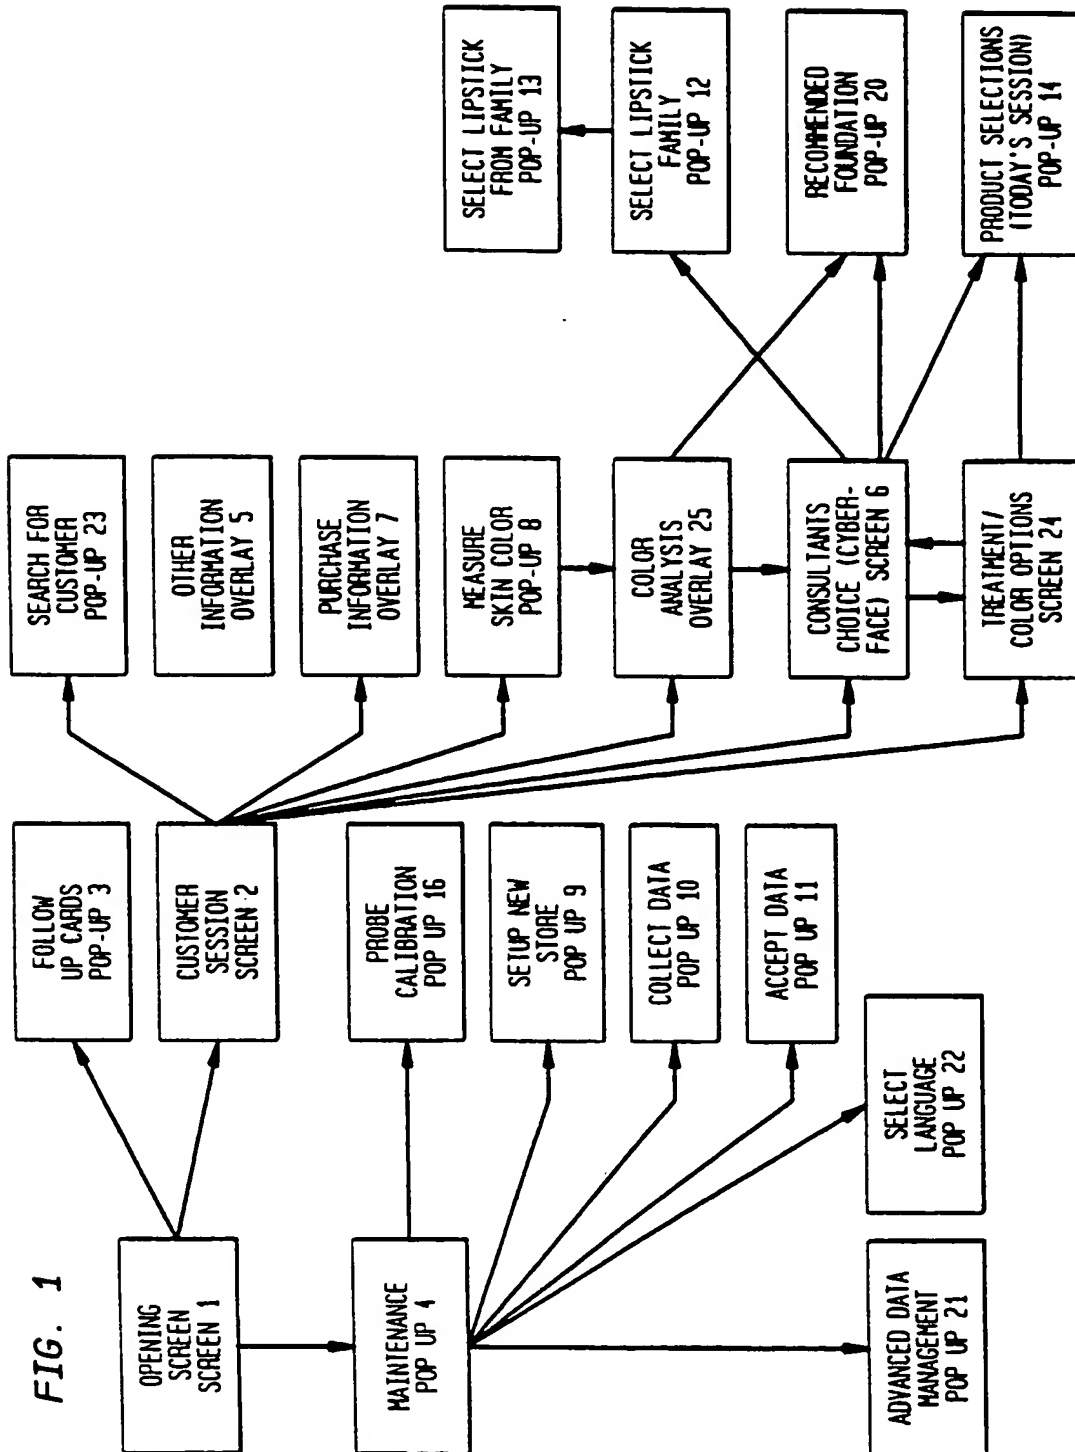 FIG. 1
OPENING
SCREEN
SCREEN 1
MAINTENANCE
POP UP 4
ADVANCED DATA
MANAGEMENT
POP UP 21
FOLLOW
UP CARDS
POP-UP 3
CUSTOMER
SESSION
SCREEN 2
PROBE
CALIBRATION
POP UP 16
SETUP NEW
STORE
POP UP 9
COLLECT DATA
POP UP 10
ACCEPT DATA
POP UP 11
SELECT
LANGUAGE
POP UP 22
SEARCH FOR
CUSTOMER
POP-UP 23
OTHER
INFORMATION
OVERLAY 5
PURCHASE
INFORMATION
OVERLAY 7
MEASURE
SKIN COLOR
POP-UP 8
COLOR
ANALYSIS
OVERLAY 25
CONSULTANTS
CHOICE (CYBER-
FACE) SCREEN 6
TREATMENT/
COLOR OPTIONS
SCREEN 24
SELECT LIPSTICK
FROM FAMILY
POP-UP 13
SELECT LIPSTICK
FAMILY
POP-UP 12
RECOMMENDED
FOUNDATION
POP-UP 20
PRODUCT SELECTIONS
(TODAY'S SESSION)
POP-UP 14